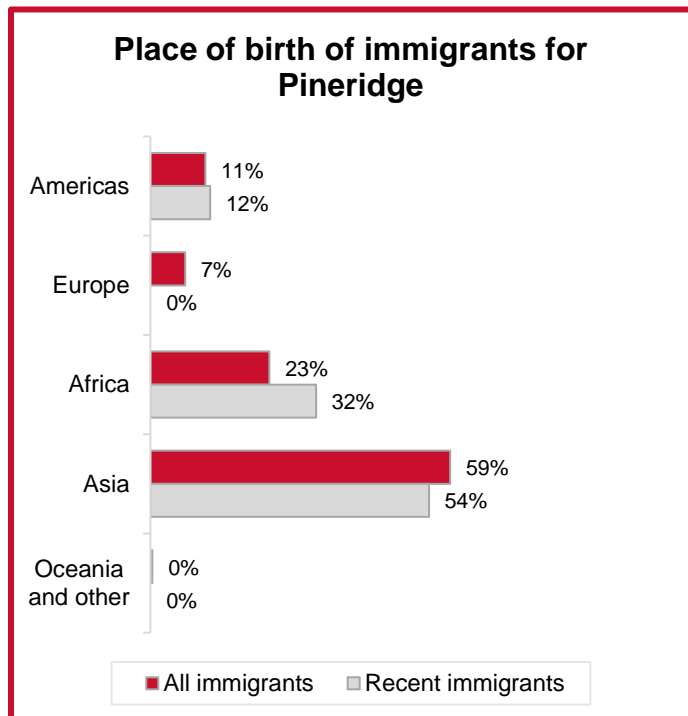 Place of birth of immigrants for
Pineridge
Americas
11%
12%
Europe
7%
0%
Africa
23%
32%
Asia
59%
54%
Oceania
and other
0%
0%
All immigrants Recent immigrants